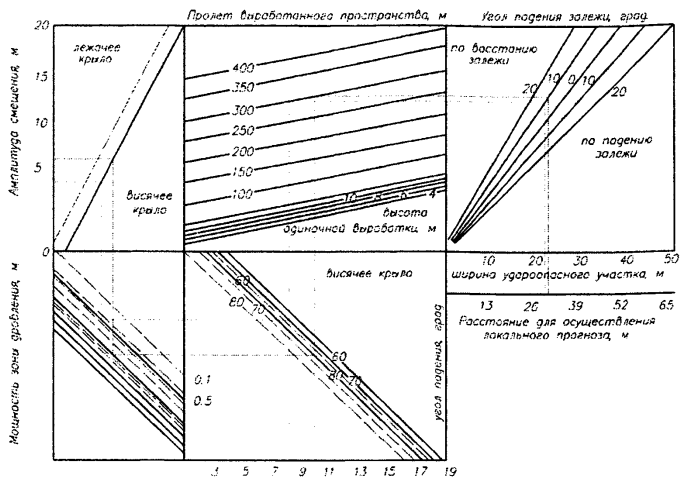 Пролет выработанного пространства, м
Угол падения залежи, град.
Амплитуда смещения, м
20
15
10
5
0
лежачее
крыло
висячее
крыло
400
350
300
250
200
150
100
10 8 6 4
высота
одиночной выработки, м
по восстанию
залежи
20 10 0 10 20
по падению
залежи
10 20 30 40 50
ширина удароопасного участка, м
13 26 39 52 65
Расстояние для осуществления
локального прогноза, м
Мощность зоны дробления, м
0.1
0.5
висячее крыло
60
80 70
60
80 70
угол падения, град
3 5 7 9 11 13 15 17 19